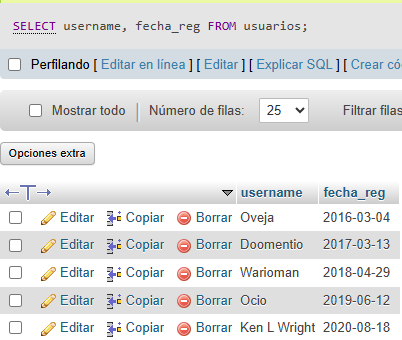 SELECT username, fecha_reg FROM usuarios;
Perfilando [ Editar en línea ] [ Editar ] [ Explicar SQL ] [ Crear có
Mostrar todo Número de filas: 25 Filtrar filas
Opciones extra
username fecha_reg
Editar Copiar Borrar Oveja 2016-03-04
Editar Copiar Borrar Doomentio 2017-03-13
Editar Copiar Borrar Warioman 2018-04-29
Editar Copiar Borrar Ocio 2019-06-12
Editar Copiar Borrar Ken L Wright 2020-08-18